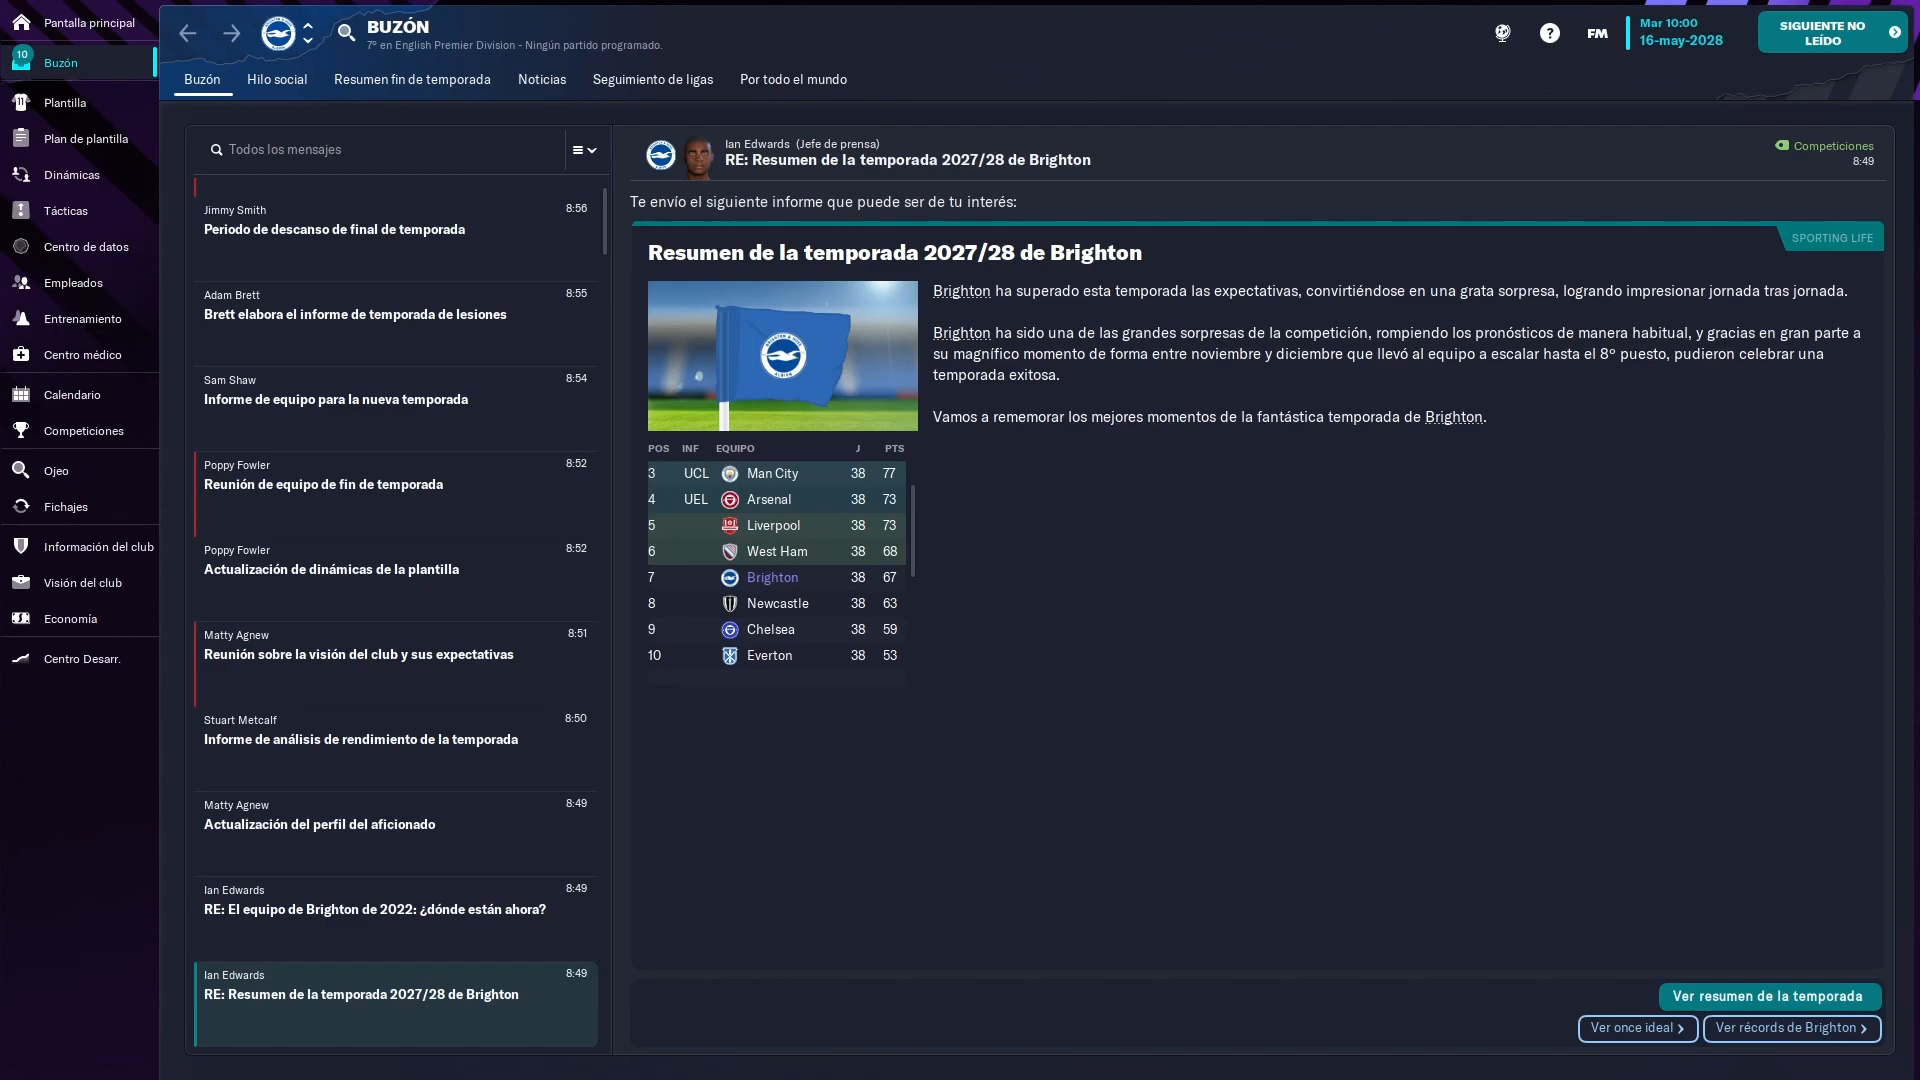 Pantalla principal
10
Buzón
Plantilla
Plan de plantilla
Dinámicas
Tácticas
Centro de datos
Empleados
Entrenamiento
Centro médico
Calendario
Competiciones
Ojeo
Fichajes
Información del club
Visión del club
Economía
Centro Desarr.
BUZÓN
7º en English Premier Division - Ningún partido programado.
FM
Mar 10:00
16-may-2028
SIGUIENTE NO
LEÍDO
Buzón Hilo social Resumen fin de temporada Noticias Seguimiento de ligas Por todo el mundo
Todos los mensajes
Jimmy Smith 8:56
Periodo de descanso de final de temporada
Adam Brett 8:55
Brett elabora el informe de temporada de lesiones
Sam Shaw 8:54
Informe de equipo para la nueva temporada
Poppy Fowler 8:52
Reunión de equipo de fin de temporada
Poppy Fowler 8:52
Actualización de dinámicas de la plantilla
Matty Agnew 8:51
Reunión sobre la visión del club y sus expectativas
Stuart Metcalf 8:50
Informe de análisis de rendimiento de la temporada
Matty Agnew 8:49
Actualización del perfil del aficionado
Ian Edwards 8:49
RE: El equipo de Brighton de 2022: ¿dónde están ahora?
Ian Edwards 8:49
RE: Resumen de la temporada 2027/28 de Brighton
Ian Edwards (Jefe de prensa)
RE: Resumen de la temporada 2027/28 de Brighton
Competiciones
8:49
Te envío el siguiente informe que puede ser de tu interés:
SPORTING LIFE
Resumen de la temporada 2027/28 de Brighton
Brighton ha superado esta temporada las expectativas, convirtiéndose en una grata sorpresa, logrando impresionar jornada tras jornada.
Brighton ha sido una de las grandes sorpresas de la competición, rompiendo los pronósticos de manera habitual, y gracias en gran parte a
su magnífico momento de forma entre noviembre y diciembre que llevó al equipo a escalar hasta el 8º puesto, pudieron celebrar una
temporada exitosa.
Vamos a rememorar los mejores momentos de la fantástica temporada de Brighton.
POS INF EQUIPO J PTS
3 UCL Man City 38 77
4 UEL Arsenal 38 73
5 Liverpool 38 73
6 West Ham 38 68
7 Brighton 38 67
8 Newcastle 38 63
9 Chelsea 38 59
10 Everton 38 53
Ver resumen de la temporada
Ver once ideal
Ver récords de Brighton